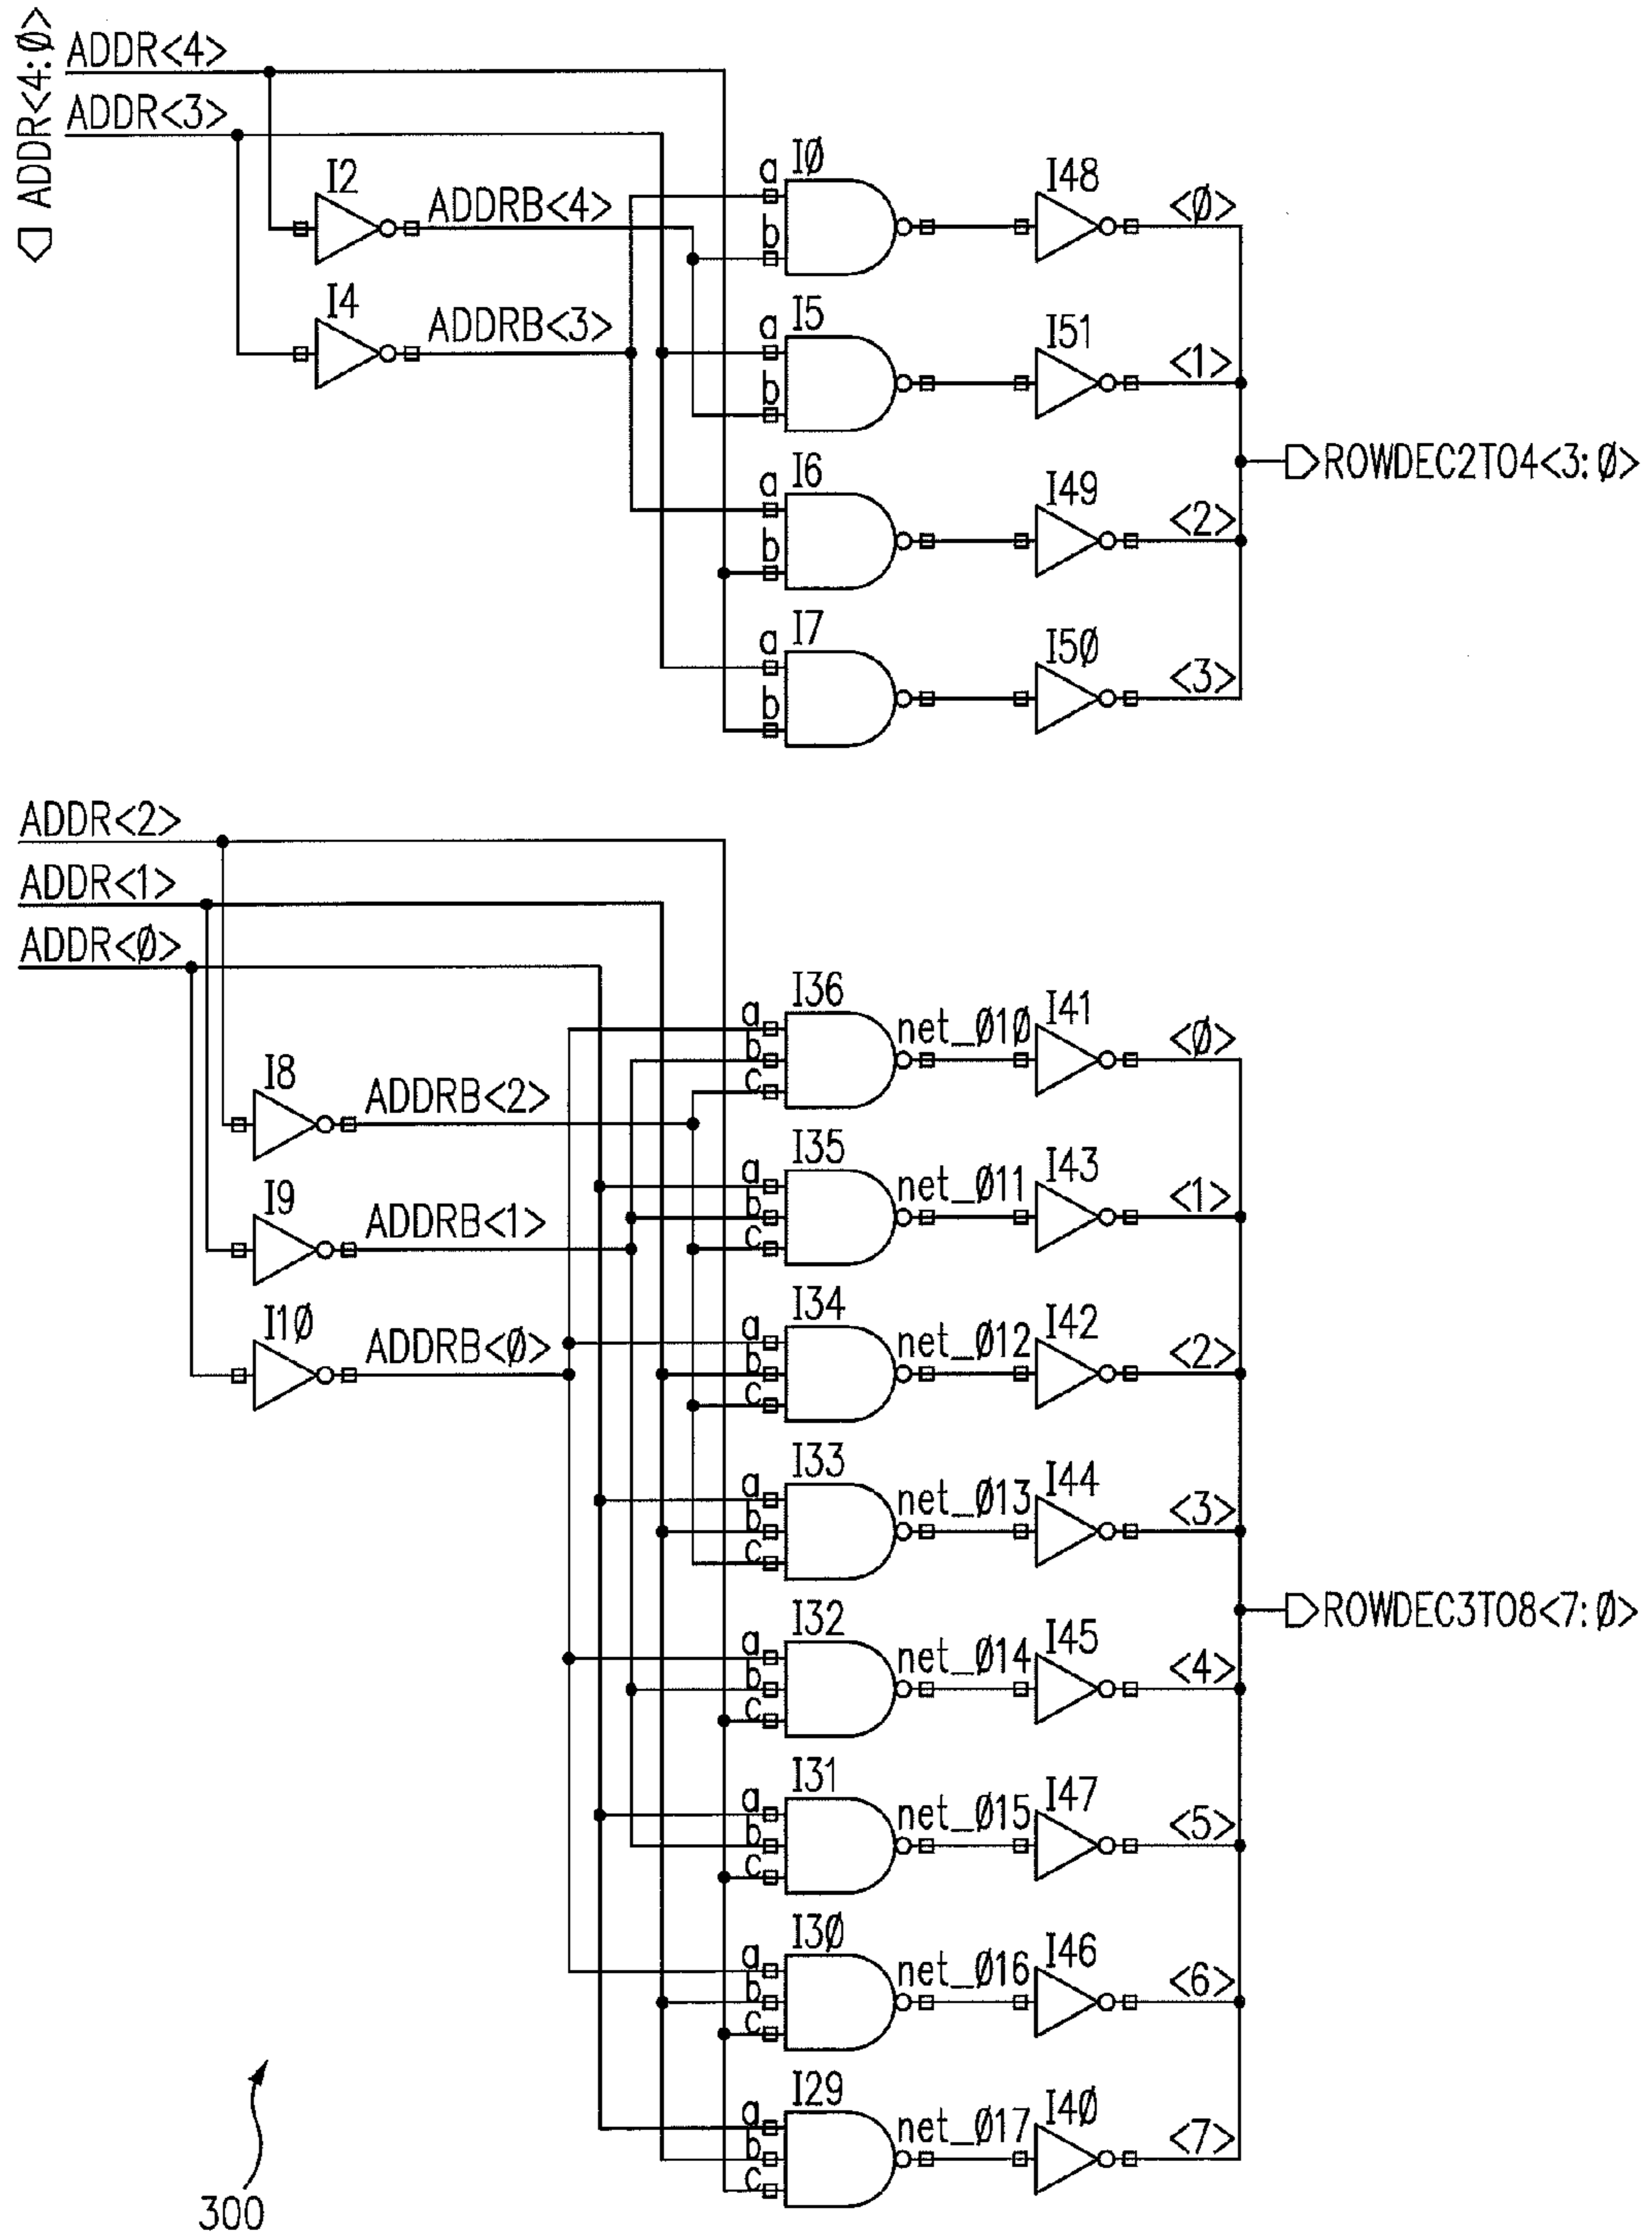 ADDR<4:Ø>
ADDR<4>
ADDR<3>
I2
ADDRB<4>
I4
ADDRB<3>
a IØ
b
I48
<Ø>
a I5
b
I51
<1>
a I6
b
I49
<2>
a I7
b
I5Ø
<3>
ROWDEC2TO4<3:Ø>
ADDR<2>
ADDR<1>
ADDR<Ø>
I8
ADDRB<2>
I9
ADDRB<1>
I1Ø
ADDRB<Ø>
a I36
b
c
net_Ø1Ø
I41
<Ø>
a I35
b
c
net_Ø11
I43
<1>
a I34
b
c
net_Ø12
I42
<2>
a I33
b
c
net_Ø13
I44
<3>
a I32
b
c
net_Ø14
I45
<4>
a I31
b
c
net_Ø15
I47
<5>
a I3Ø
b
c
net_Ø16
I46
<6>
a I29
b
c
net_Ø17
I4Ø
<7>
ROWDEC3TO8<7:Ø>
300